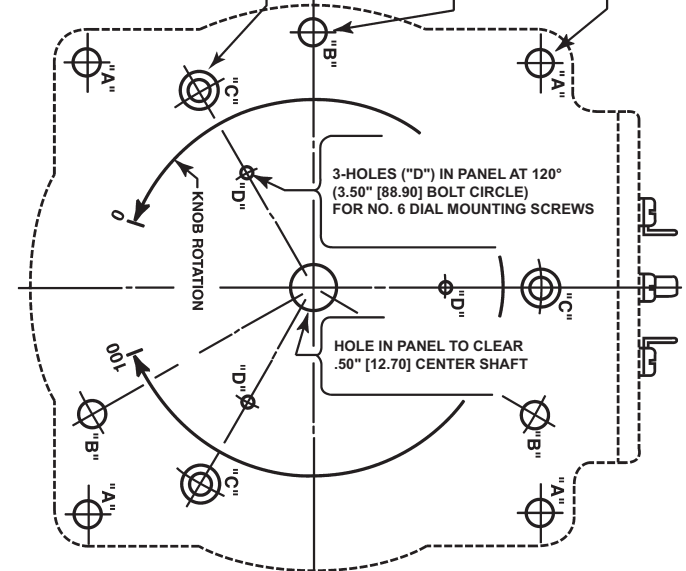 "A"
"B"
"A"
"C"
"D"
3-HOLES ("D") IN PANEL AT 120°
(3.50" [88.90] BOLT CIRCLE)
FOR NO. 6 DIAL MOUNTING SCREWS
KNOB ROTATION
0
"D"
"C"
HOLE IN PANEL TO CLEAR
.50" [12.70] CENTER SHAFT
100
"D"
"B"
"B"
"C"
"A"
"A"